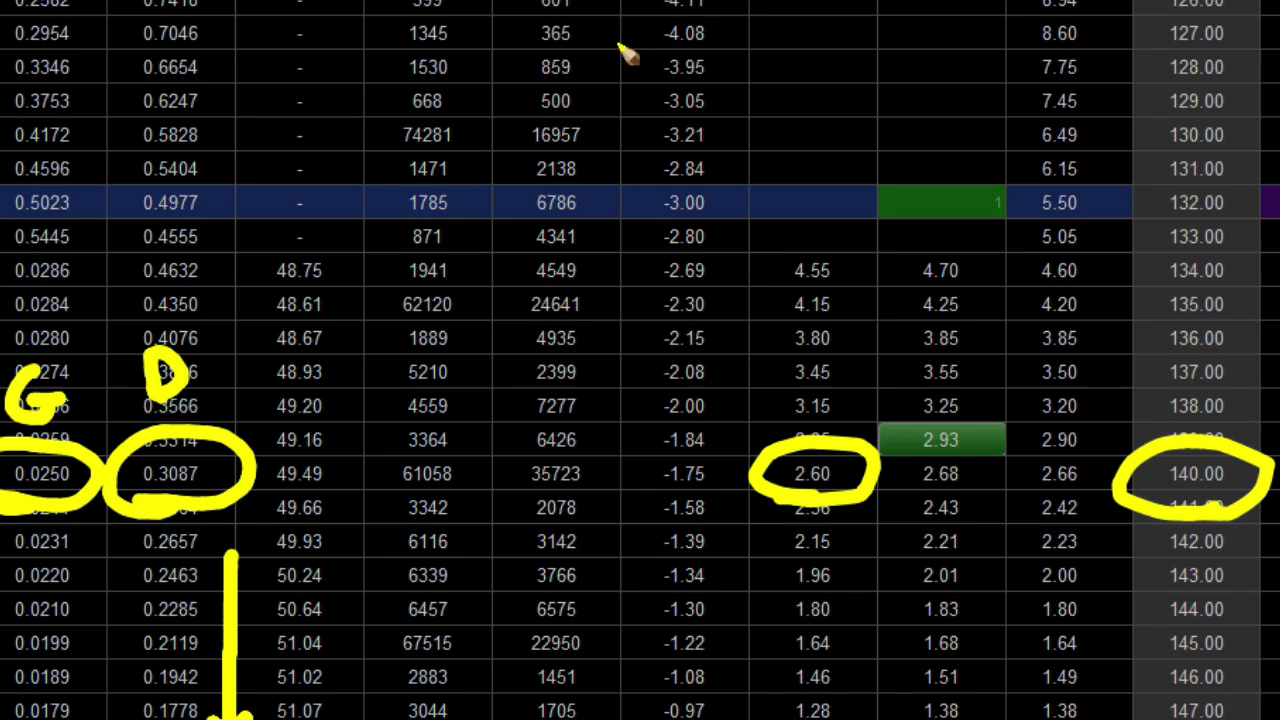 0.7418 - 599 601 -4.11 8.94 126.00
0.2954 0.7046 - 1345 365 -4.08 8.60 127.00
0.3346 0.6654 - 1530 859 -3.95 7.75 128.00
0.3753 0.6247 - 668 500 -3.05 7.45 129.00
0.4172 0.5828 - 74281 16957 -3.21 6.49 130.00
0.4596 0.5404 - 1471 2138 -2.84 6.15 131.00
0.5023 0.4977 - 1785 6786 -3.00 1 5.50 132.00
0.5445 0.4555 - 871 4341 -2.80 5.05 133.00
0.0286 0.4632 48.75 1941 4549 -2.69 4.55 4.70 4.60 134.00
0.0284 0.4350 48.61 62120 24641 -2.30 4.15 4.25 4.20 135.00
0.0280 0.4076 48.67 1889 4935 -2.15 3.80 3.85 3.85 136.00
G D
48.93 5210 2399 -2.08 3.45 3.55 3.50 137.00
0.3566 49.20 4559 7277 -2.00 3.15 3.25 3.20 138.00
49.16 3364 6426 -1.84 2.93 2.90
0.0250 0.3087 49.49 61058 35723 -1.75 2.60 2.68 2.66 140.00
49.66 3342 2078 -1.58 2.43 2.42
0.0231 0.2657 49.93 6116 3142 -1.39 2.15 2.21 2.23 142.00
0.0220 0.2463 50.24 6339 3766 -1.34 1.96 2.01 2.00 143.00
0.0210 0.2285 50.64 6457 6575 -1.30 1.80 1.83 1.80 144.00
0.0199 0.2119 51.04 67515 22950 -1.22 1.64 1.68 1.64 145.00
0.0189 0.1942 51.02 2883 1451 -1.08 1.46 1.51 1.49 146.00
0.0179 0.1778 51.07 3044 1705 -0.97 1.28 1.38 1.38 147.00